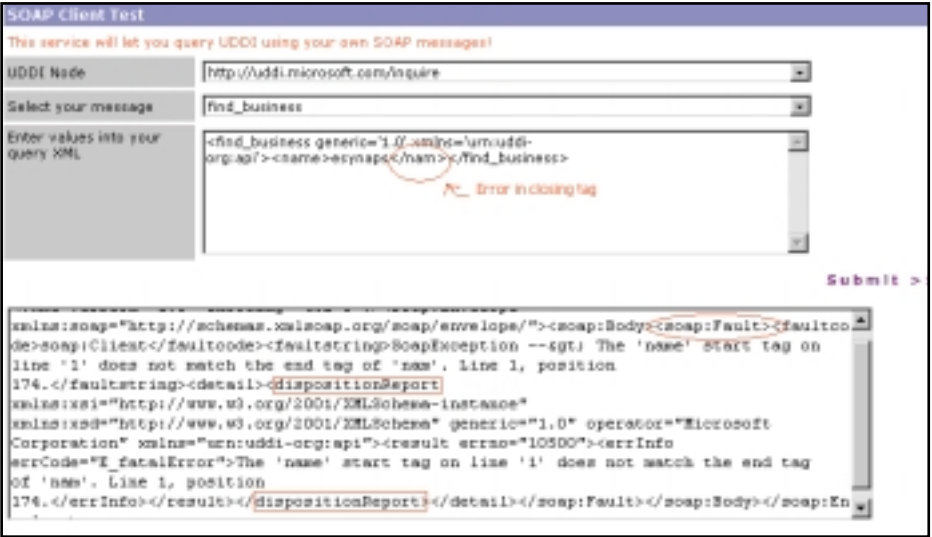 SOAP Client Test
This service will let you query UDDI using your own SOAP messages!
UDDI Node
http://uddi.microsoft.com/inquire
Select your message
find_business
Enter values into your
query XML
<find_business generic='1.0' xmlns='urn:uddi-
org:api'><name>esynaps</nam></find_business>
Error in closing tag
Submit >
xmlns:soap="http://schemas.xmlsoap.org/soap/envelope/"><soap:Body><soap:Fault><faultco
de>soap:Client</faultcode><faultstring>SoapException --&gt; The 'name' start tag on
line '1' does not match the end tag of 'nam'. Line 1, position
174.</faultstring><detail><dispositionReport
xmlns:xsi="http://www.w3.org/2001/XMLSchema-instance"
xmlns:xsd="http://www.w3.org/2001/XMLSchema" generic="1.0" operator="Microsoft
Corporation" xmlns="urn:uddi-org:api"><result errno="10500"><errInfo
errCode="E_fatalError">The 'name' start tag on line '1' does not match the end tag
of 'nam'. Line 1, position
174.</errInfo></result></dispositionReport></detail></soap:Fault></soap:Body></soap:En